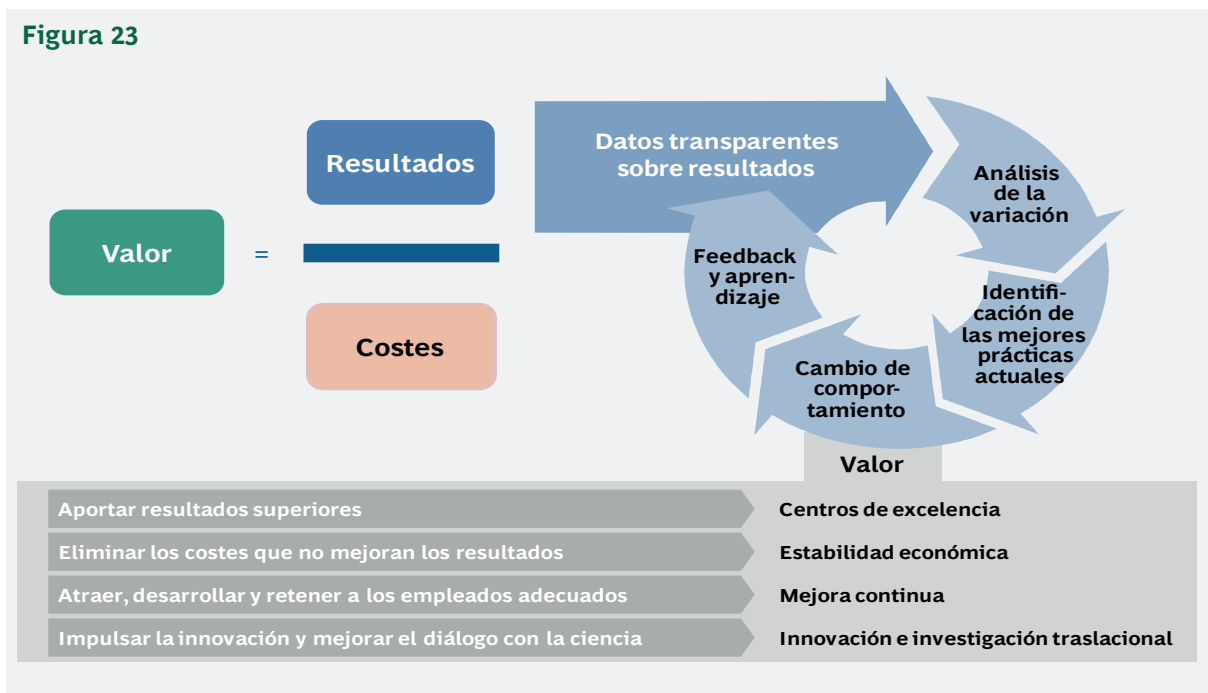 Figura 23
Valor
=
Resultados
Costes
Datos transparentes
sobre resultados
Análisis
de la
variación
Identifi-
cación de
las mejores
prácticas
actuales
Cambio de
compor-
tamiento
Feedback
y apren-
dizaje
Valor
Aportar resultados superiores
Centros de excelencia
Eliminar los costes que no mejoran los resultados
Estabilidad económica
Atraer, desarrollar y retener a los empleados adecuados
Mejora continua
Impulsar la innovación y mejorar el diálogo con la ciencia
Innovación e investigación traslacional